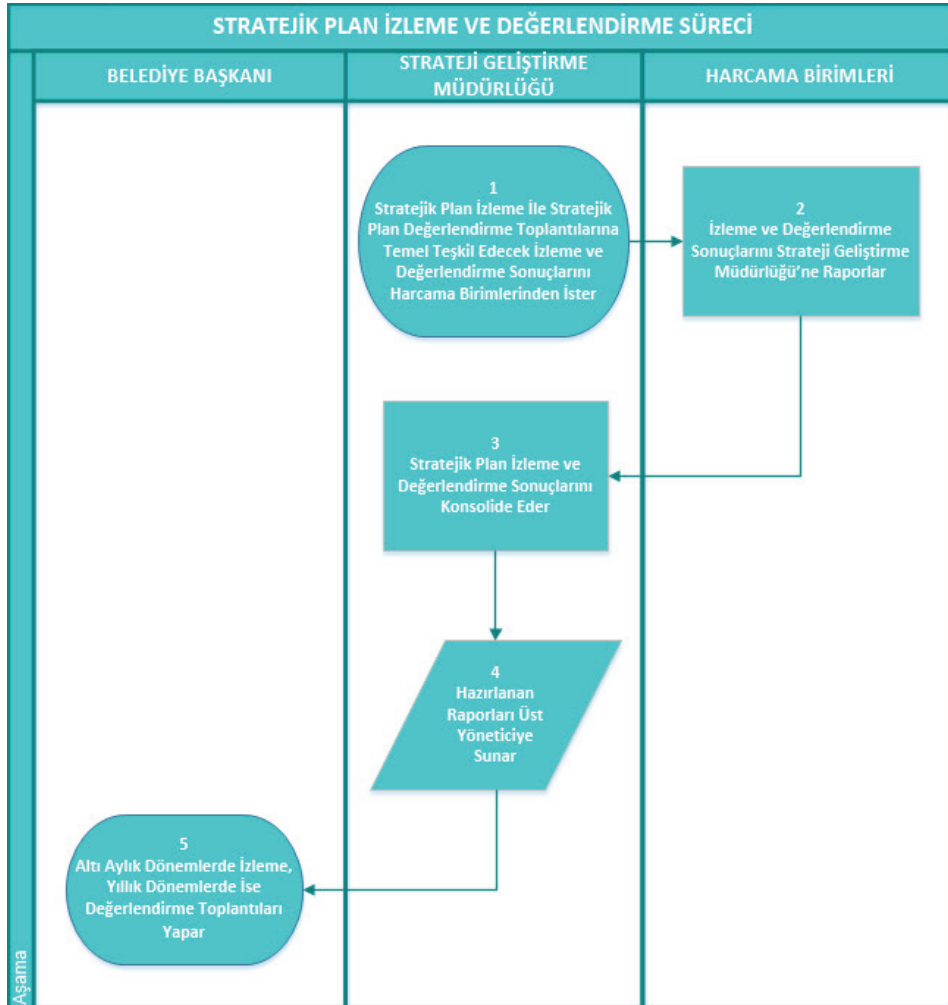 STRATEJİK PLAN İZLEME VE DEĞERLENDİRME SÜRECİ
BELEDİYE BAŞKANI
STRATEJİ GELİŞTİRME
MÜDÜRLÜĞÜ
HARCAMA BİRİMLERİ
1
Stratejik Plan İzleme İle Stratejik
Plan Değerlendirme Toplantılarına
Temel Teşkil Edecek İzleme ve
Değerlendirme Sonuçlarını
Harcama Birimlerinden İster
2
İzleme ve Değerlendirme
Sonuçlarını Strateji Geliştirme
Müdürlüğü’ne Raporlar
3
Stratejik Plan İzleme ve
Değerlendirme Sonuçlarını
Konsolide Eder
4
Hazırlanan
Raporları Üst
Yöneticiye
Sunar
5
Altı Aylık Dönemlerde İzleme,
Yıllık Dönemlerde İse
Değerlendirme Toplantıları
Yapar
Aşama